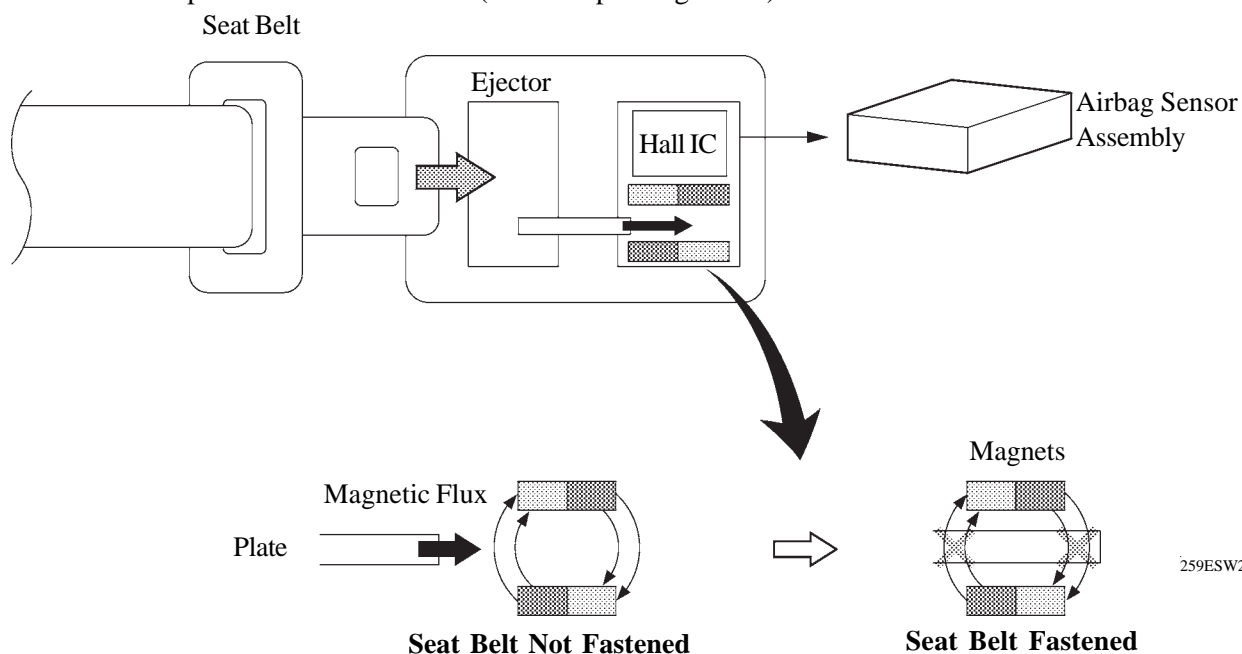 Seat Belt
Ejector
Hall IC
Airbag Sensor
Assembly
Magnets
Magnetic Flux
Plate
259ESW2
Seat Belt Not Fastened
Seat Belt Fastened